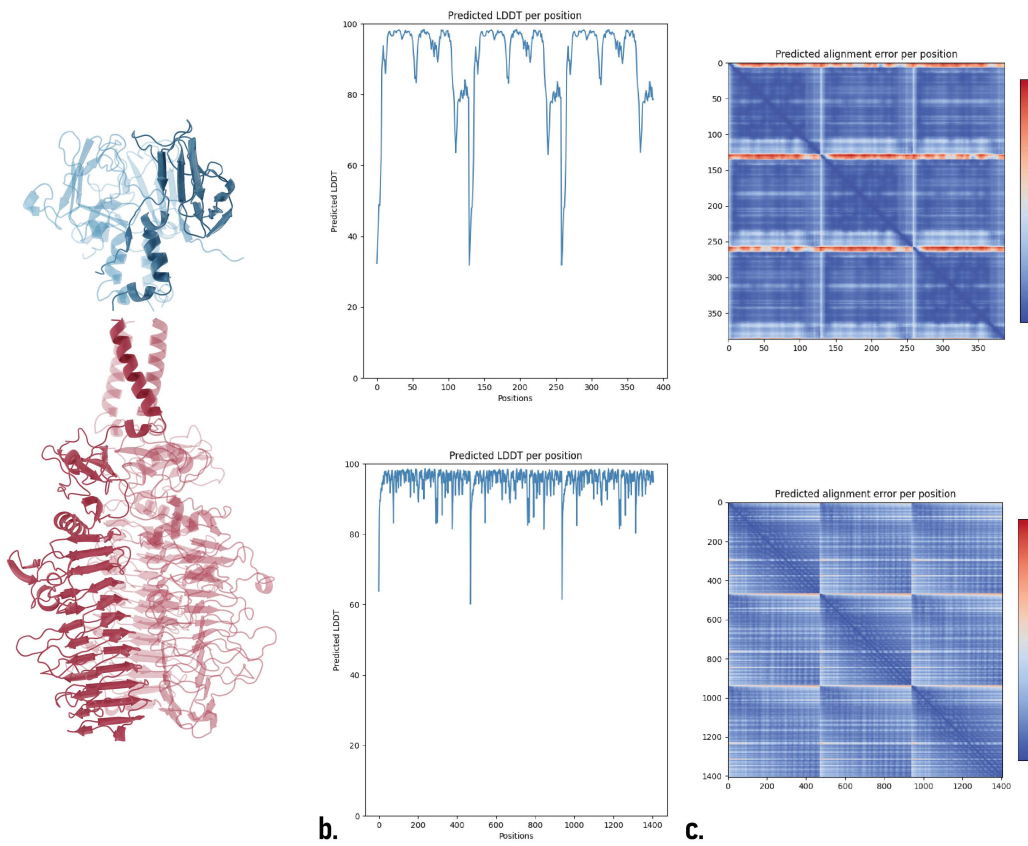 Predicted LDDT per position
100
80
60
40
20
0
Predicted LDDT
0 50 100 150 200 250 300 350 400
Positions
Predicted alignment error per position
0
50
100
150
200
250
300
350
0 50 100 150 200 250 300 350
Predicted LDDT per position
100
80
60
40
20
0
Predicted LDDT
0 200 400 600 800 1000 1200 1400
Positions
Predicted alignment error per position
0
200
400
600
800
1000
1200
1400
0 200 400 600 800 1000 1200 1400
b.
c.